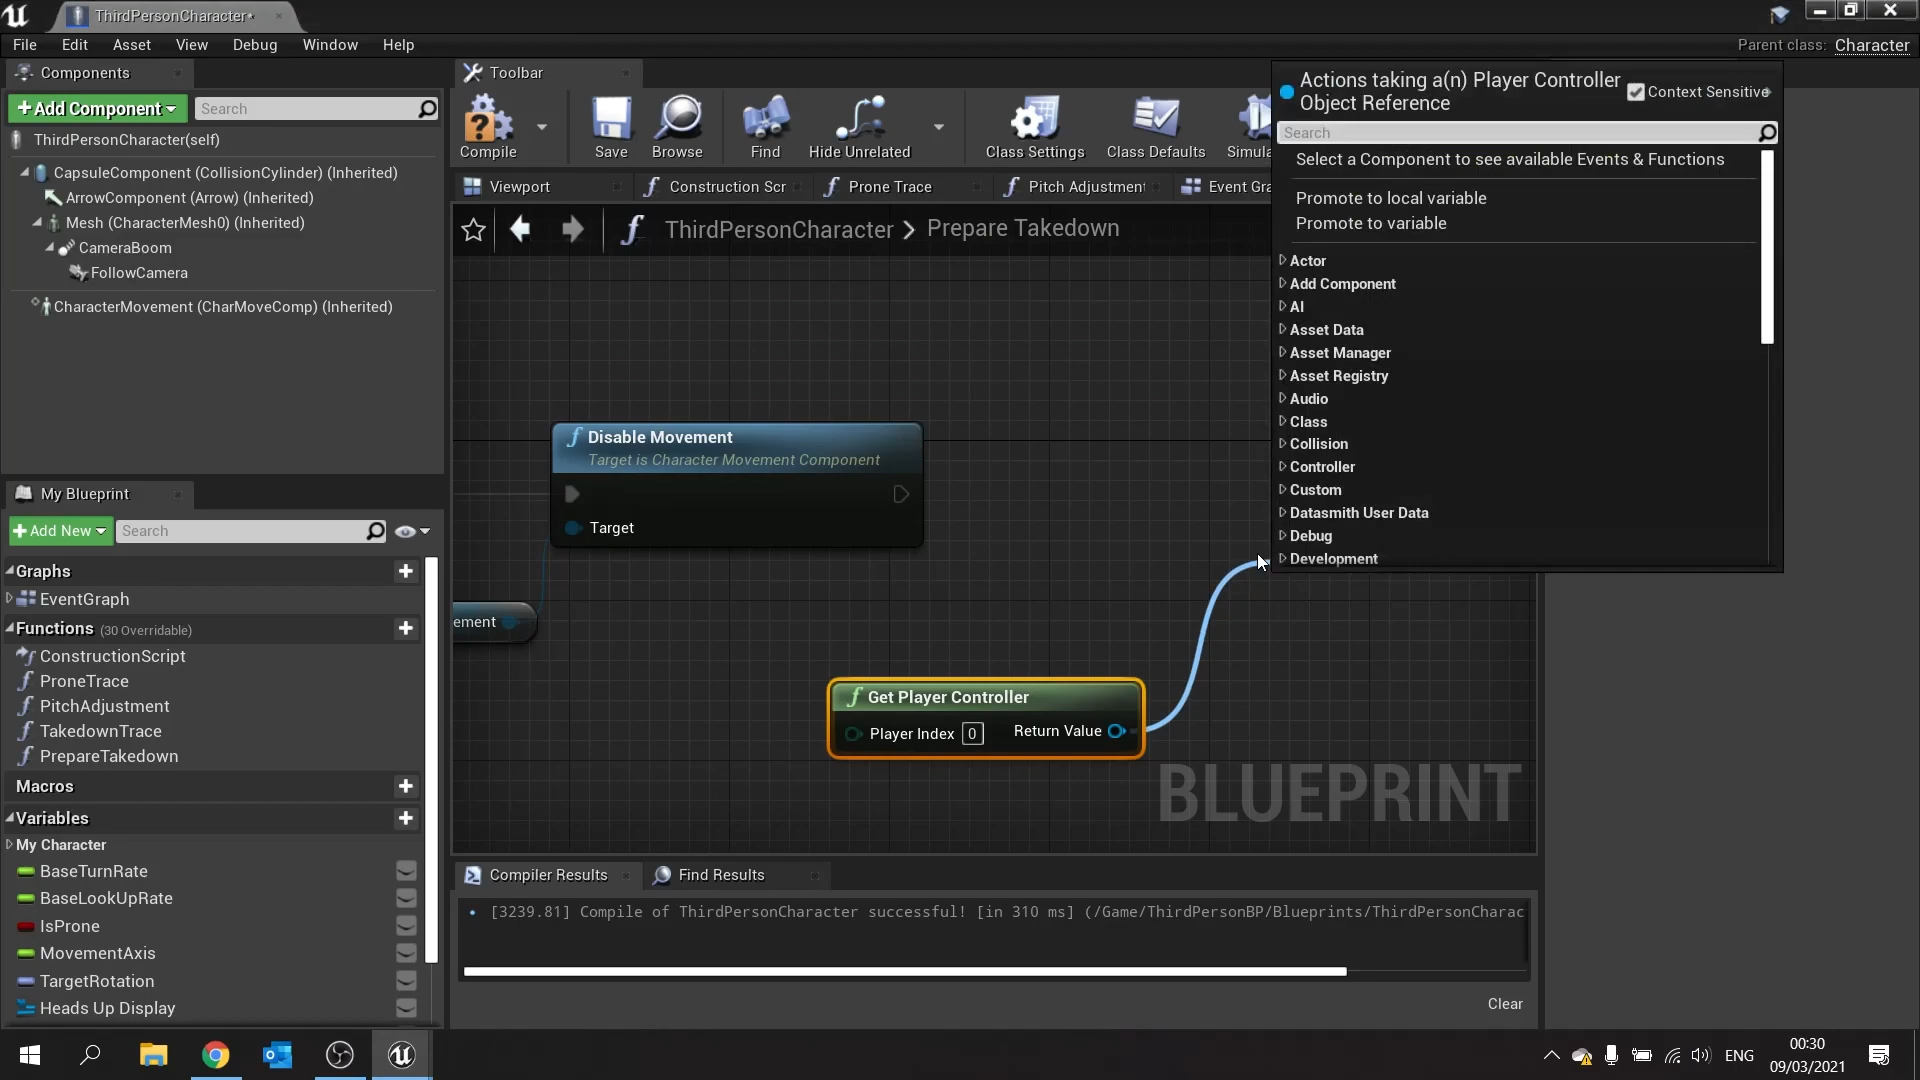 ThirdPersonCharacter*
File Edit Asset View Debug Window Help
Parent class: Character
Components
+Add Component
Search
ThirdPersonCharacter(self)
CapsuleComponent (CollisionCylinder) (Inherited)
ArrowComponent (Arrow) (Inherited)
Mesh (CharacterMesh0) (Inherited)
CameraBoom
FollowCamera
CharacterMovement (CharMoveComp) (Inherited)
My Blueprint
+Add New
Search
Graphs
EventGraph
Functions (30 Overridable)
ConstructionScript
ProneTrace
PitchAdjustment
TakedownTrace
PrepareTakedown
Macros
Variables
My Character
BaseTurnRate
BaseLookUpRate
IsProne
MovementAxis
TargetRotation
Heads Up Display
Toolbar
Compile
Save
Browse
Find
Hide Unrelated
Class Settings
Class Defaults
Simula
Viewport
Construction Scr
Prone Trace
Pitch Adjustment
Event Gra
ThirdPersonCharacter > Prepare Takedown
Disable Movement
Target is Character Movement Component
Target
ement
Get Player Controller
Player Index 0
Return Value
BLUEPRINT
Actions taking a(n) Player Controller
Object Reference
Context Sensitive
Search
Select a Component to see available Events & Functions
Promote to local variable
Promote to variable
Actor
Add Component
AI
Asset Data
Asset Manager
Asset Registry
Audio
Class
Collision
Controller
Custom
Datasmith User Data
Debug
Development
Compiler Results
Find Results
[3239.81] Compile of ThirdPersonCharacter successful! [in 310 ms] (/Game/ThirdPersonBP/Blueprints/ThirdPersonCharac
Clear
ENG
00:30
09/03/2021